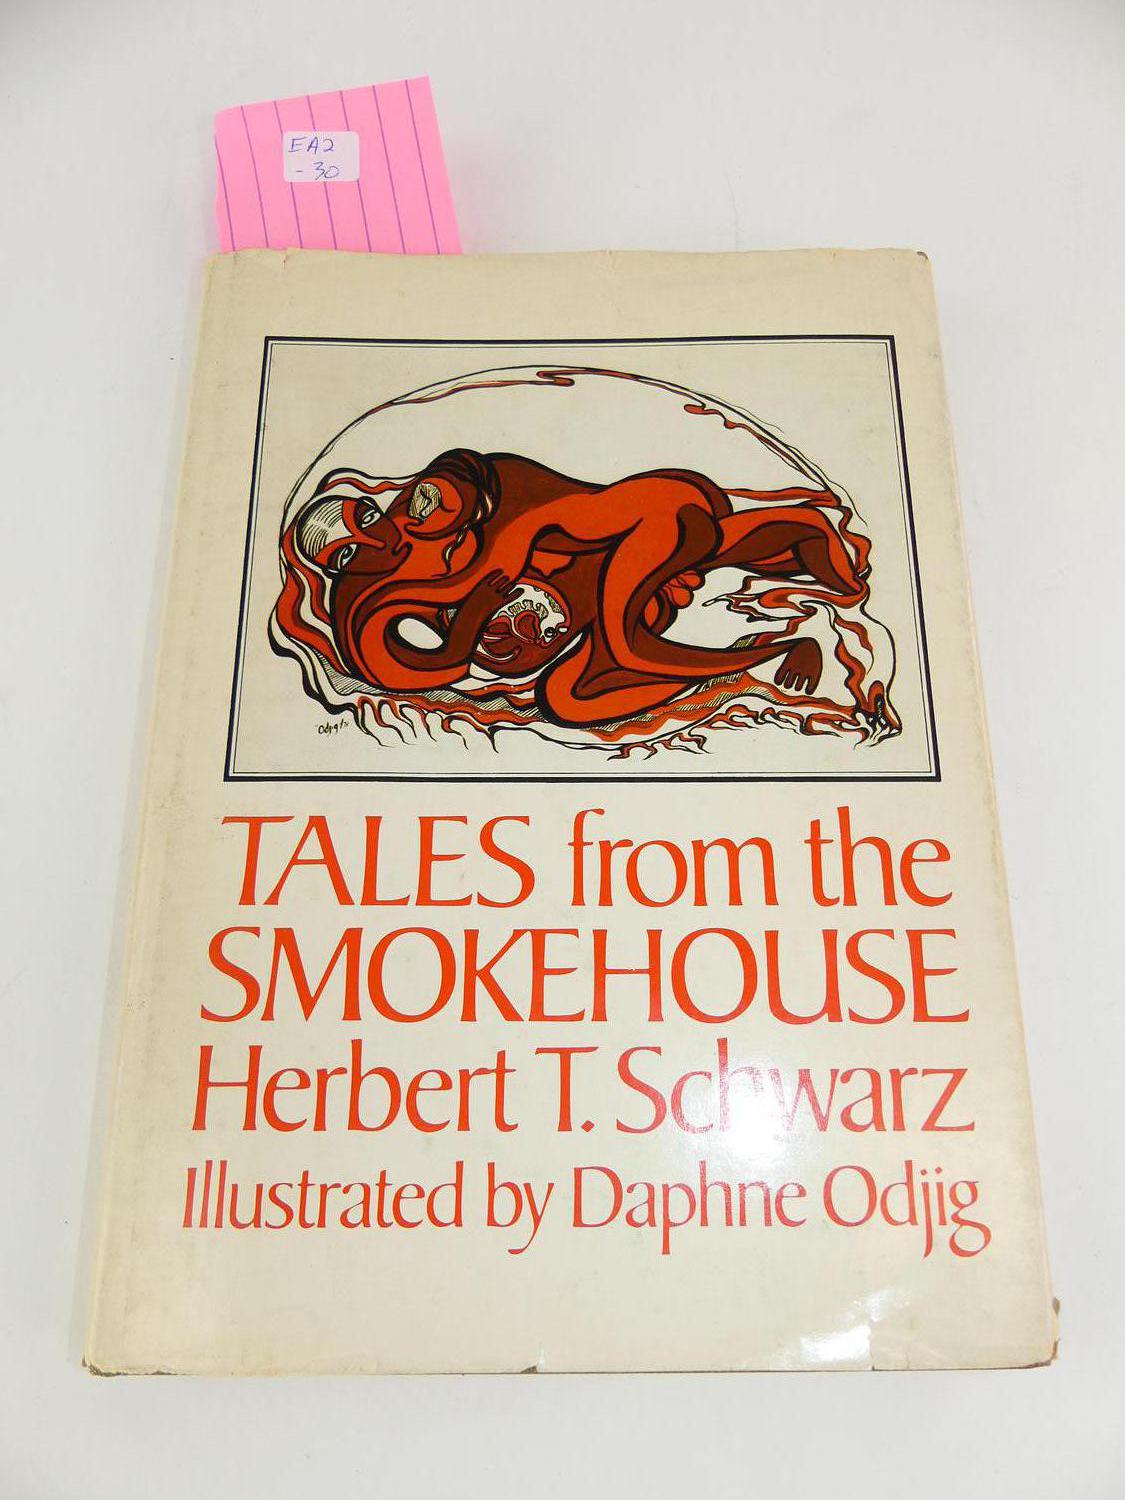 EA2
- 30
TALES from the
SMOKEHOUSE
Herbert T. Schwarz
Illustrated by Daphne Odjig